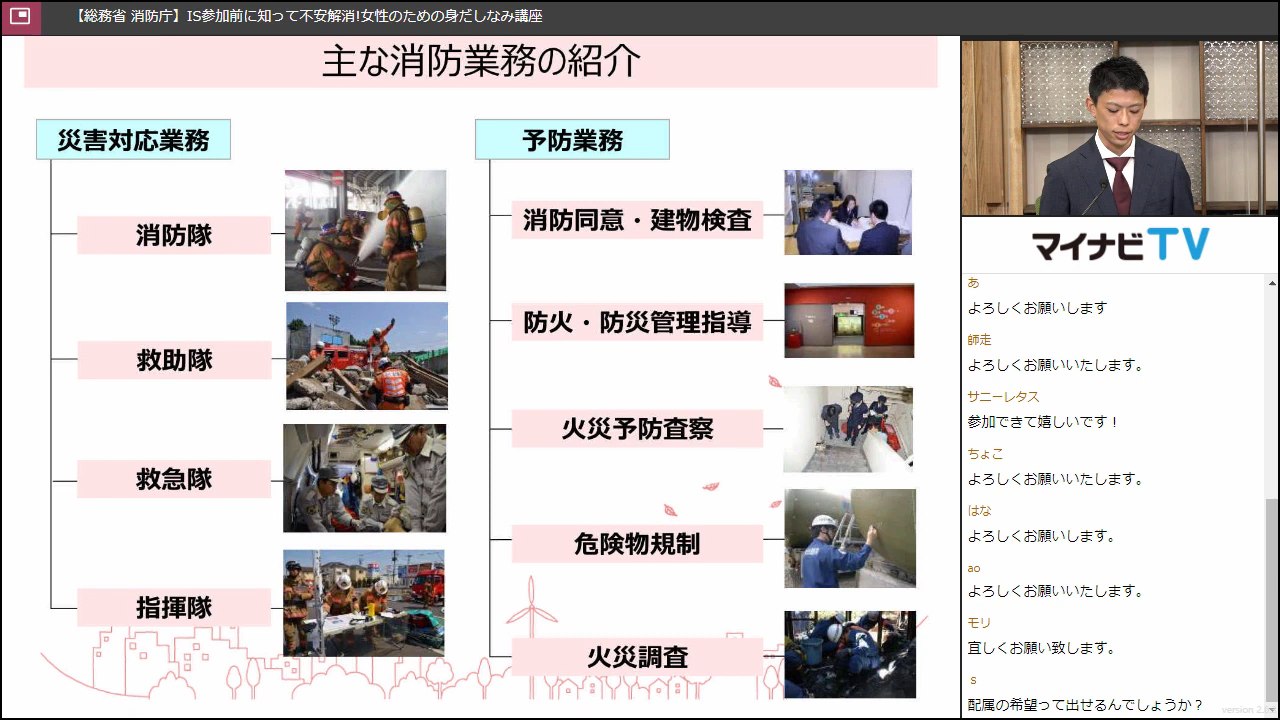 【総務省 消防庁】IS参加前に知って不安解消!女性のための身だしなみ講座
主な消防業務の紹介
災害対応業務
消防隊
救助隊
救急隊
指揮隊
予防業務
消防同意・建物検査
防火・防災管理指導
火災予防査察
危険物規制
火災調査
マイナビTV
あ
よろしくお願いします
師走
よろしくお願いいたします。
サニーレタス
参加できて嬉しいです！
ちょこ
よろしくお願いいたします。
はな
よろしくお願いします。
ao
よろしくお願いいたします。
モリ
宜しくお願い致します。
s
配属の希望って出せるんでしょうか？